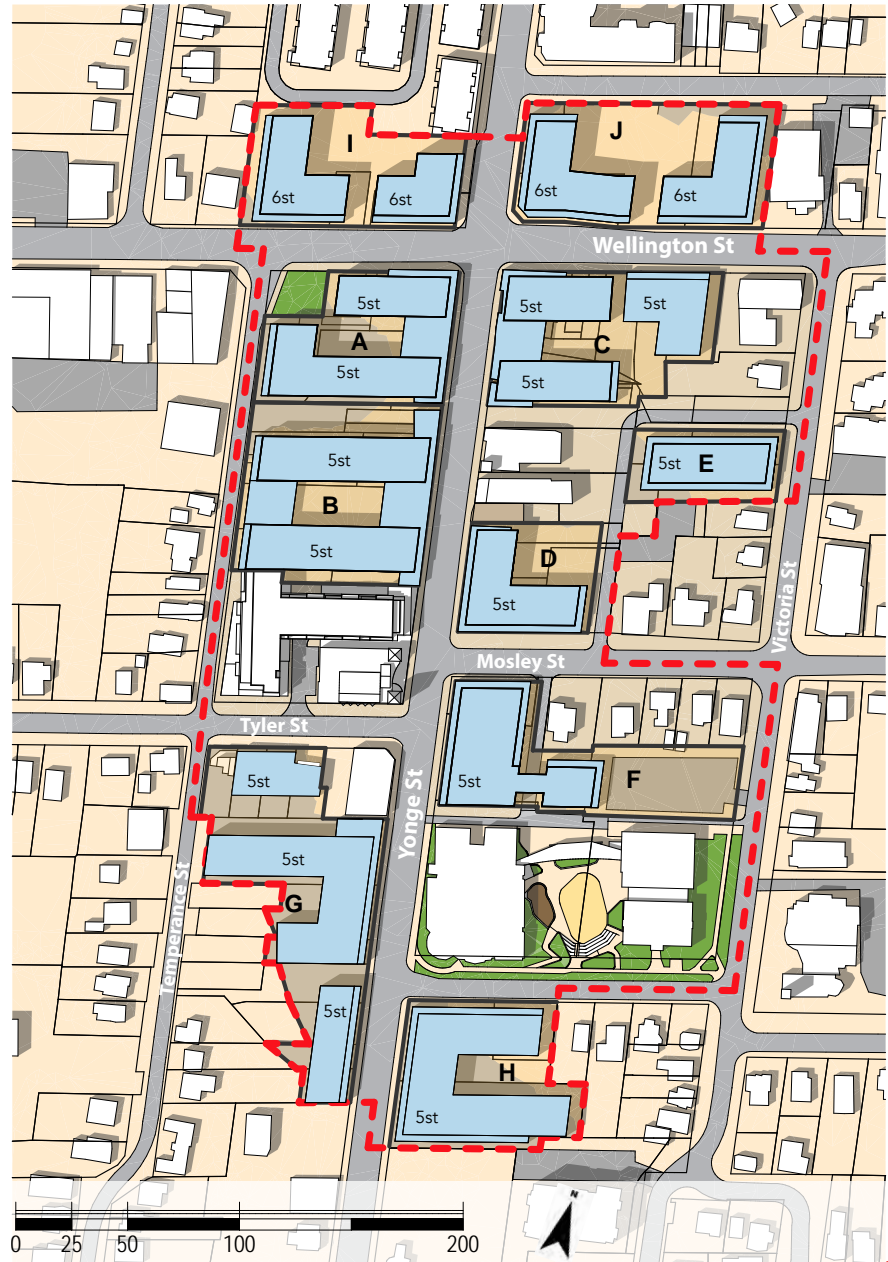 I
J
6st
6st
6st
6st
Wellington St
5st
A
5st
5st
5st
C
5st
5st
B
5st
5st
E
D
5st
Victoria St
Mosley St
Tyler St
5st
5st
F
Yonge St
5st
G
Temperance St
5st
H
5st
N
0 25 50 100 200